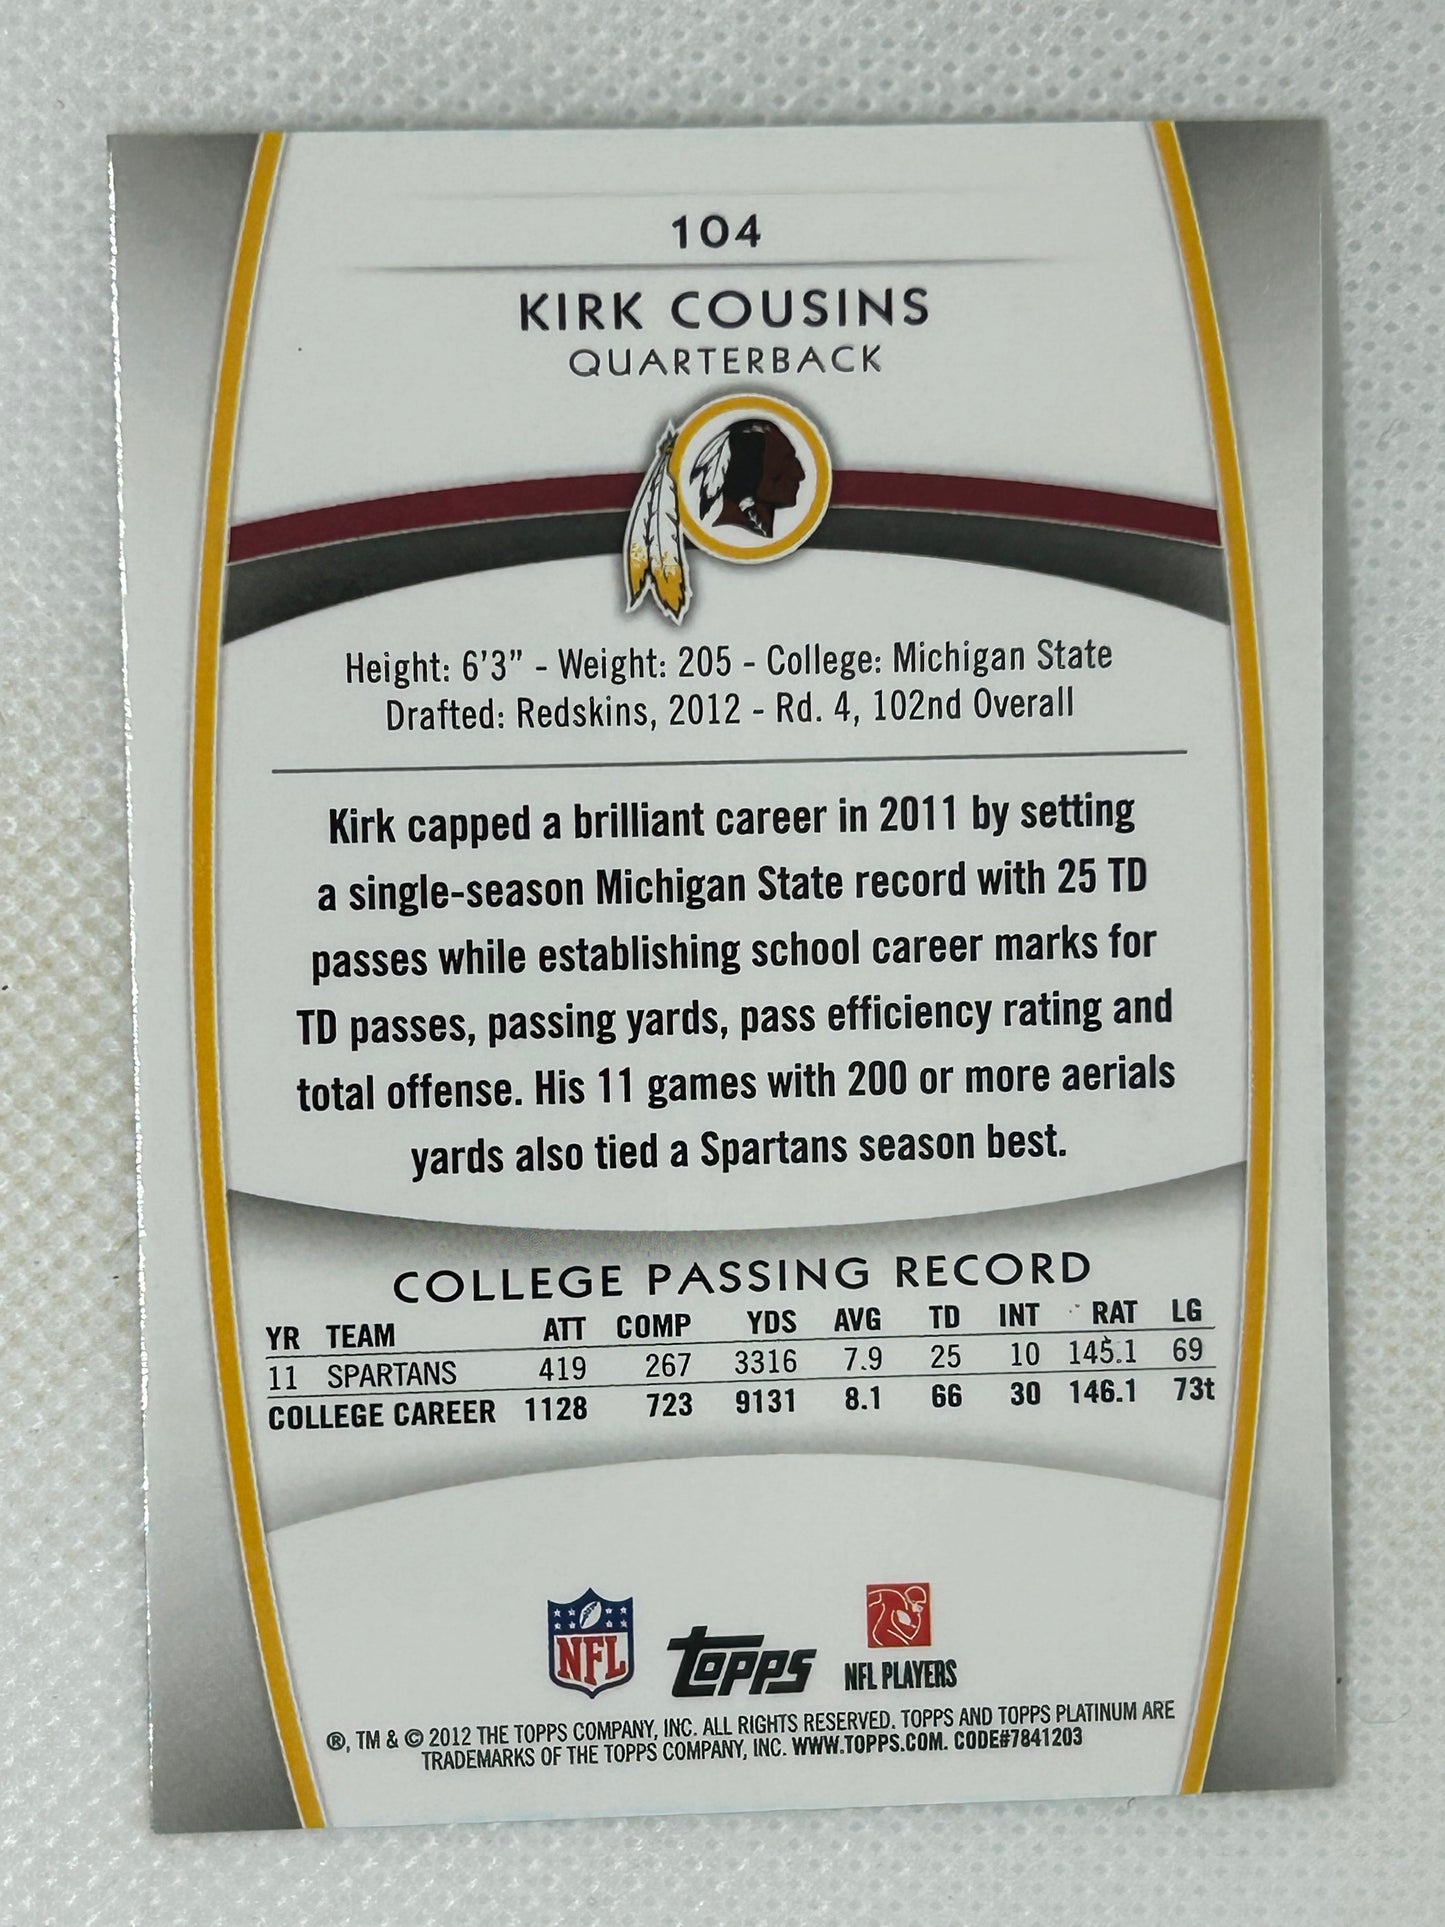 104
KIRK COUSINS
QUARTERBACK
Height: 6'3" - Weight: 205 - College: Michigan State
Drafted: Redskins, 2012 - Rd. 4, 102nd Overall
Kirk capped a brilliant career in 2011 by setting
a single-season Michigan State record with 25 TD
passes while establishing school career marks for
TD passes, passing yards, pass efficiency rating and
total offense. His 11 games with 200 or more aerials
yards also tied a Spartans season best.
COLLEGE PASSING RECORD
YR TEAM ATT COMP YDS AVG TD INT RAT LG
11 SPARTANS 419 267 3316 7.9 25 10 145.1 69
COLLEGE CAREER 1128 723 9131 8.1 66 30 146.1 73t
NFL topps NFL PLAYERS
®, TM & © 2012 THE TOPPS COMPANY, INC. ALL RIGHTS RESERVED. TOPPS AND TOPPS PLATINUM ARE
TRADEMARKS OF THE TOPPS COMPANY, INC. WWW.TOPPS.COM. CODE#7841203